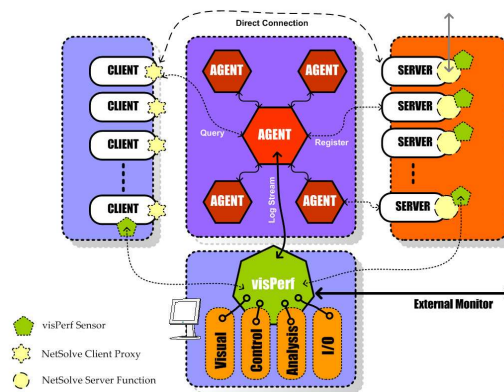 Direct Connection
CLIENT
AGENT
AGENT
SERVER
CLIENT
SERVER
AGENT
Query
Register
CLIENT
SERVER
Log Stream
CLIENT
AGENT
AGENT
SERVER
visPerf
External Monitor
Visual
Control
Analysis
I/O
visPerf Sensor
NetSolve Client Proxy
NetSolve Server Function